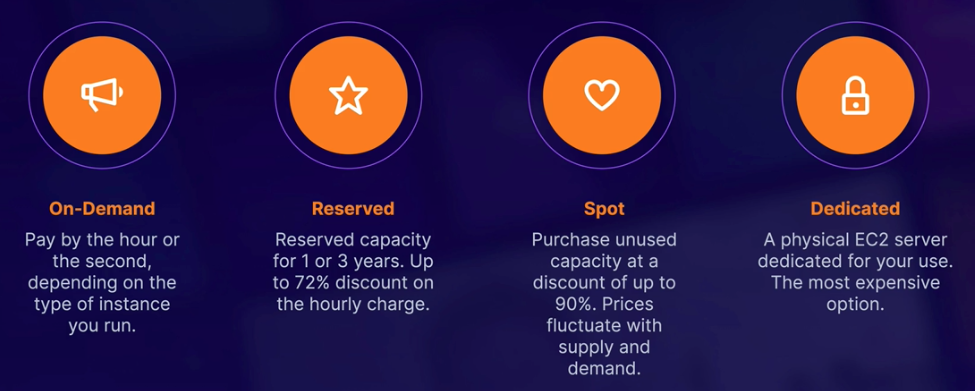 On-Demand
Pay by the hour or
the second,
depending on the
type of instance
you run.
Reserved
Reserved capacity
for 1 or 3 years. Up
to 72% discount on
the hourly charge.
Spot
Purchase unused
capacity at a
discount of up to
90%. Prices
fluctuate with
supply and
demand.
Dedicated
A physical EC2 server
dedicated for your use.
The most expensive
option.